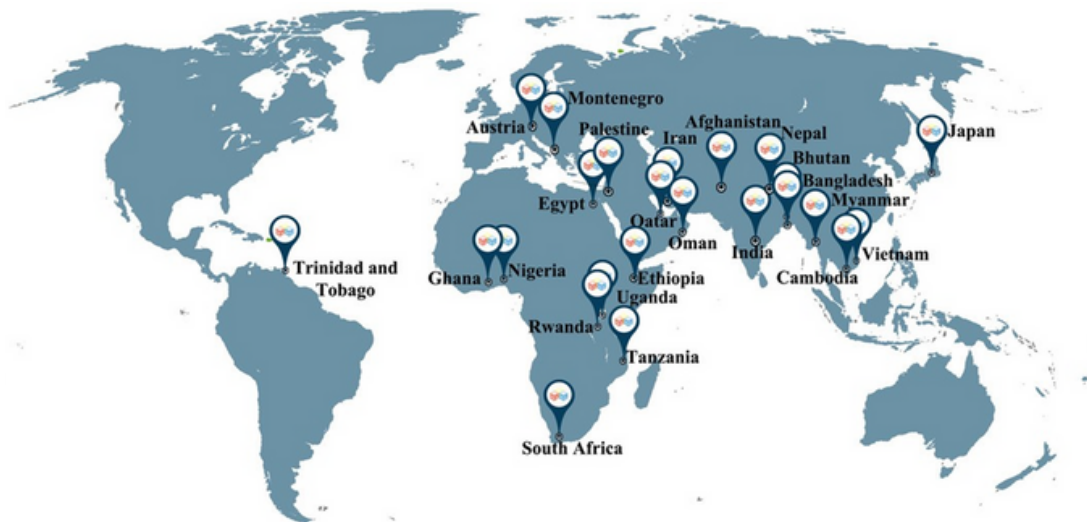 Montenegro
Austria
Palestine
Iran
Afghanistan
Nepal
Japan
Bhutan
Bangladesh
Myanmar
Egypt
Qatar
Oman
India
Vietnam
Cambodia
Trinidad and
Tobago
Ghana
Nigeria
Ethiopia
Uganda
Rwanda
Tanzania
South Africa